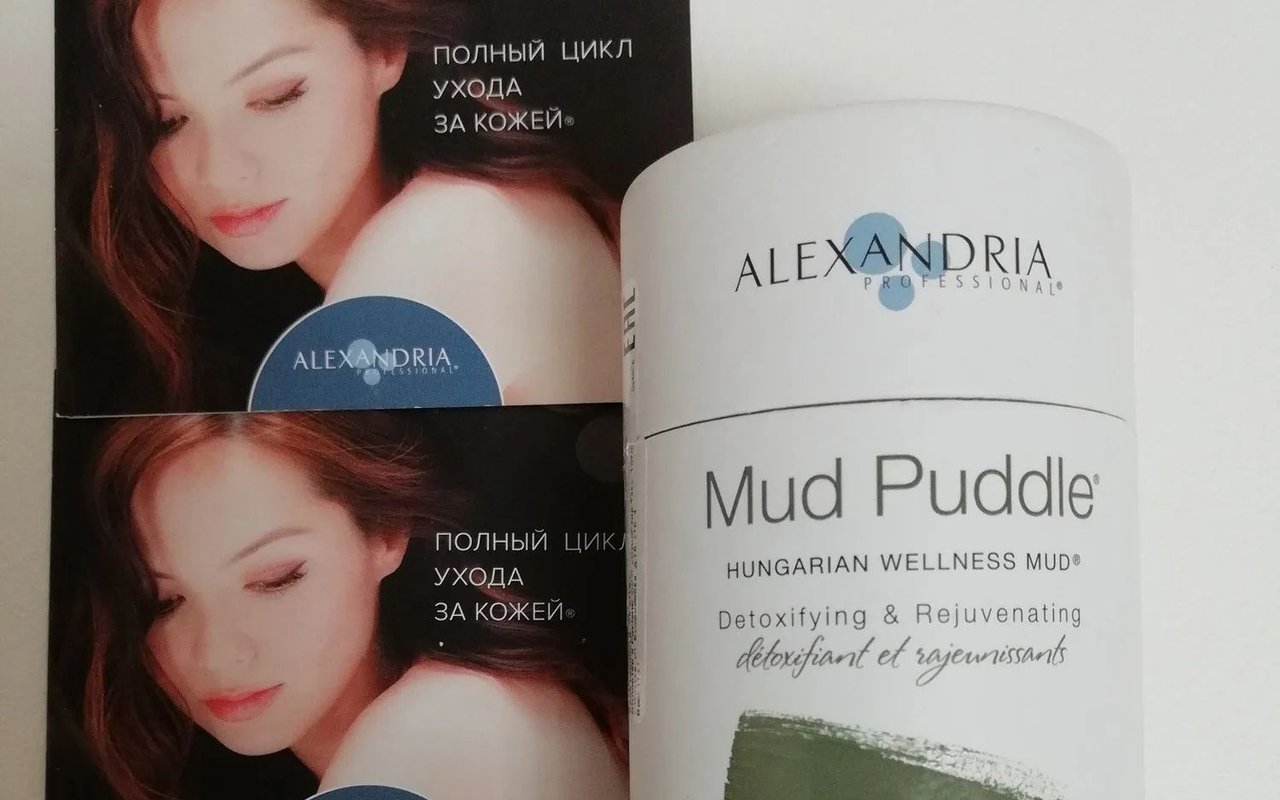 ПОЛНЫЙ ЦИКЛ
УХОДА
ЗА КОЖЕЙ®
ALEXANDRIA
PROFESSIONAL®
ПОЛНЫЙ ЦИКЛ
УХОДА
ЗА КОЖЕЙ®
ALEXANDRIA
PROFESSIONAL®
EAC
Mud Puddle®
HUNGARIAN WELLNESS MUD®
Detoxifying & Rejuvenating
détoxifiant et rajeunissants